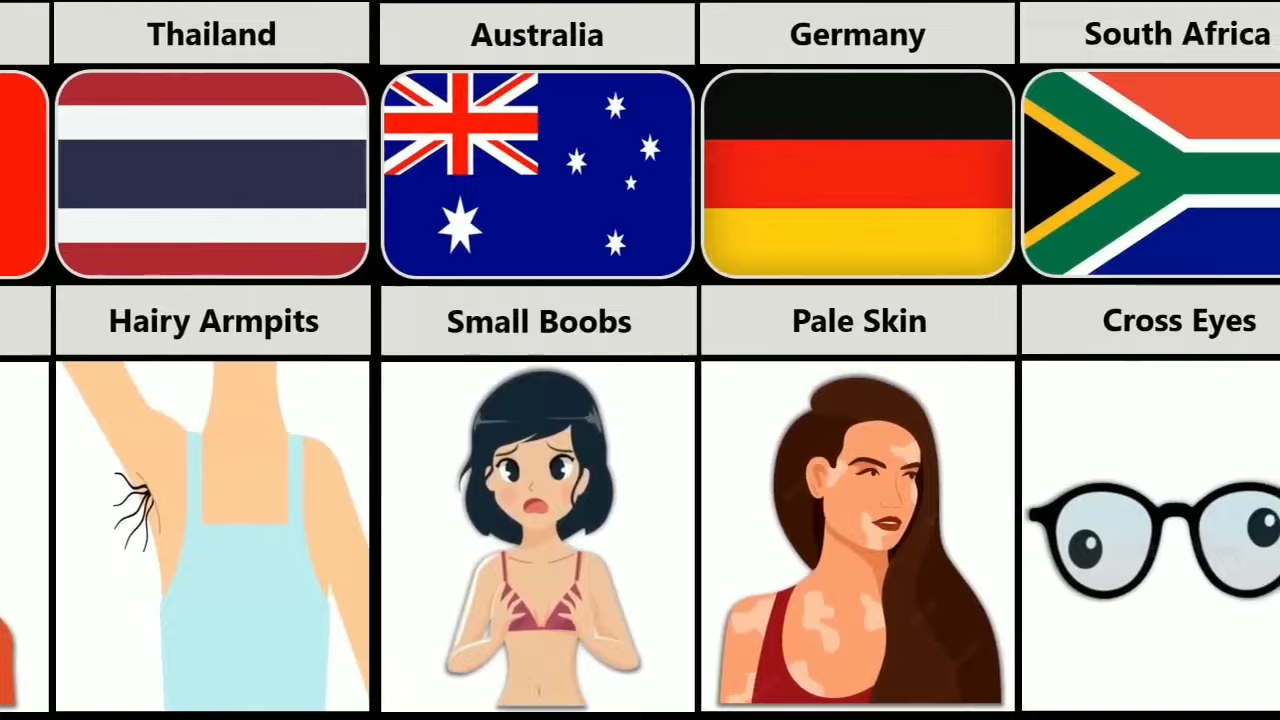 Thailand
Australia
Germany
South Africa
Hairy Armpits
Small Boobs
Pale Skin
Cross Eyes